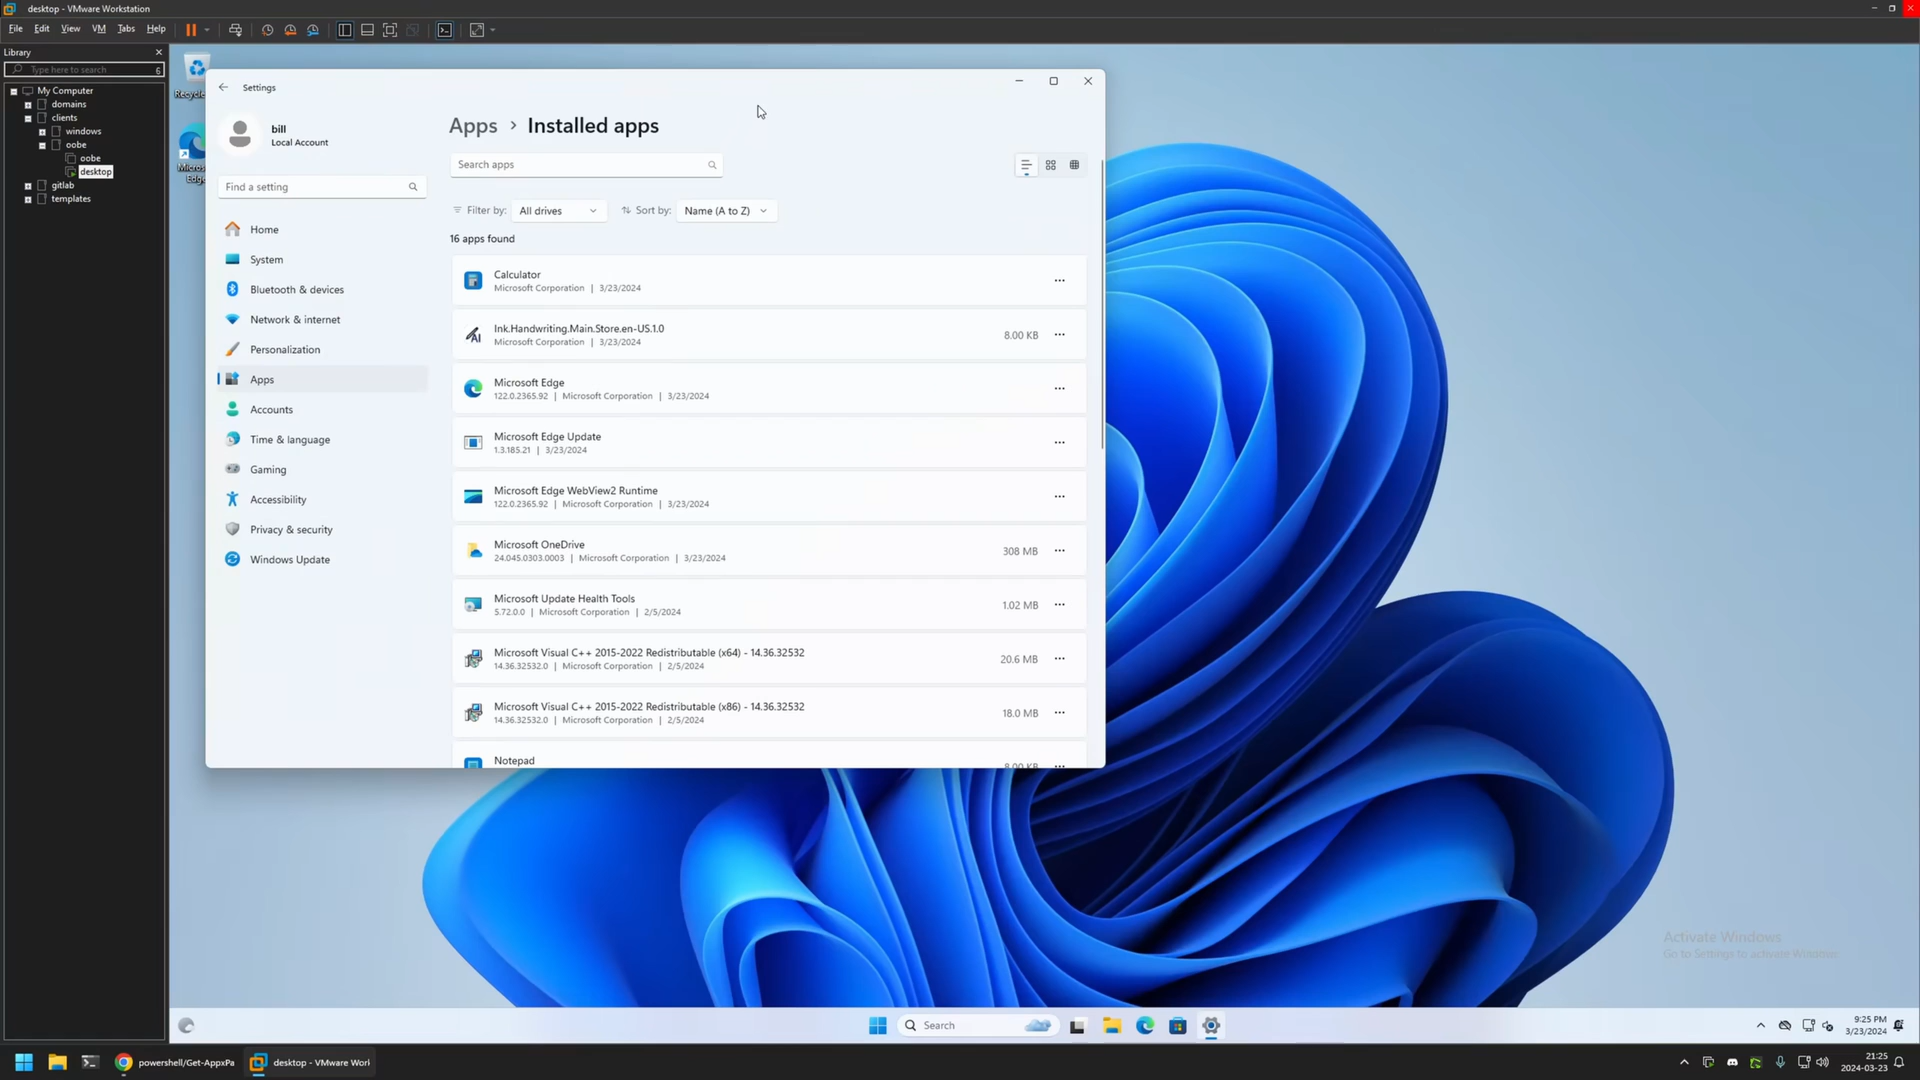 desktop - VMware Workstation
File Edit View VM Tabs Help
Library
Type here to search
My Computer
domains
clients
windows
oobe
oobe
desktop
gitlab
templates
Recycle
Microsoft
Edge
Settings
bill
Local Account
Find a setting
Home
System
Bluetooth & devices
Network & internet
Personalization
Apps
Accounts
Time & language
Gaming
Accessibility
Privacy & security
Windows Update
Apps > Installed apps
Search apps
Filter by: All drives Sort by: Name (A to Z)
16 apps found
Calculator
Microsoft Corporation | 3/23/2024
Ink.Handwriting.Main.Store.en-US.1.0
Microsoft Corporation | 3/23/2024
8.00 KB
Microsoft Edge
122.0.2365.92 | Microsoft Corporation | 3/23/2024
Microsoft Edge Update
1.3.185.21 | 3/23/2024
Microsoft Edge WebView2 Runtime
122.0.2365.92 | Microsoft Corporation | 3/23/2024
Microsoft OneDrive
24.045.0303.0003 | Microsoft Corporation | 3/23/2024
308 MB
Microsoft Update Health Tools
5.72.0.0 | Microsoft Corporation | 2/5/2024
1.02 MB
Microsoft Visual C++ 2015-2022 Redistributable (x64) - 14.36.32532
14.36.32532.0 | Microsoft Corporation | 2/5/2024
20.6 MB
Microsoft Visual C++ 2015-2022 Redistributable (x86) - 14.36.32532
14.36.32532.0 | Microsoft Corporation | 2/5/2024
18.0 MB
Notepad
8.00 KB
Activate Windows
Go to Settings to activate Windows.
Search
9:25 PM
3/23/2024
powershell/Get-AppxPa
desktop - VMware Work
21:25
2024-03-23